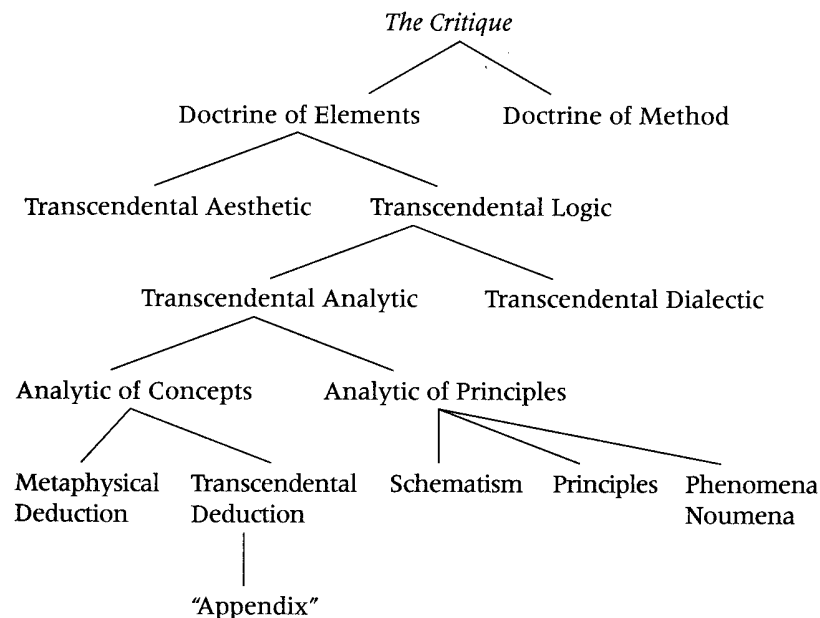 The Critique
Doctrine of Elements
Doctrine of Method
Transcendental Aesthetic
Transcendental Logic
Transcendental Analytic
Transcendental Dialectic
Analytic of Concepts
Analytic of Principles
Metaphysical
Deduction
Transcendental
Deduction
Schematism
Principles
Phenomena
Noumena
“Appendix”